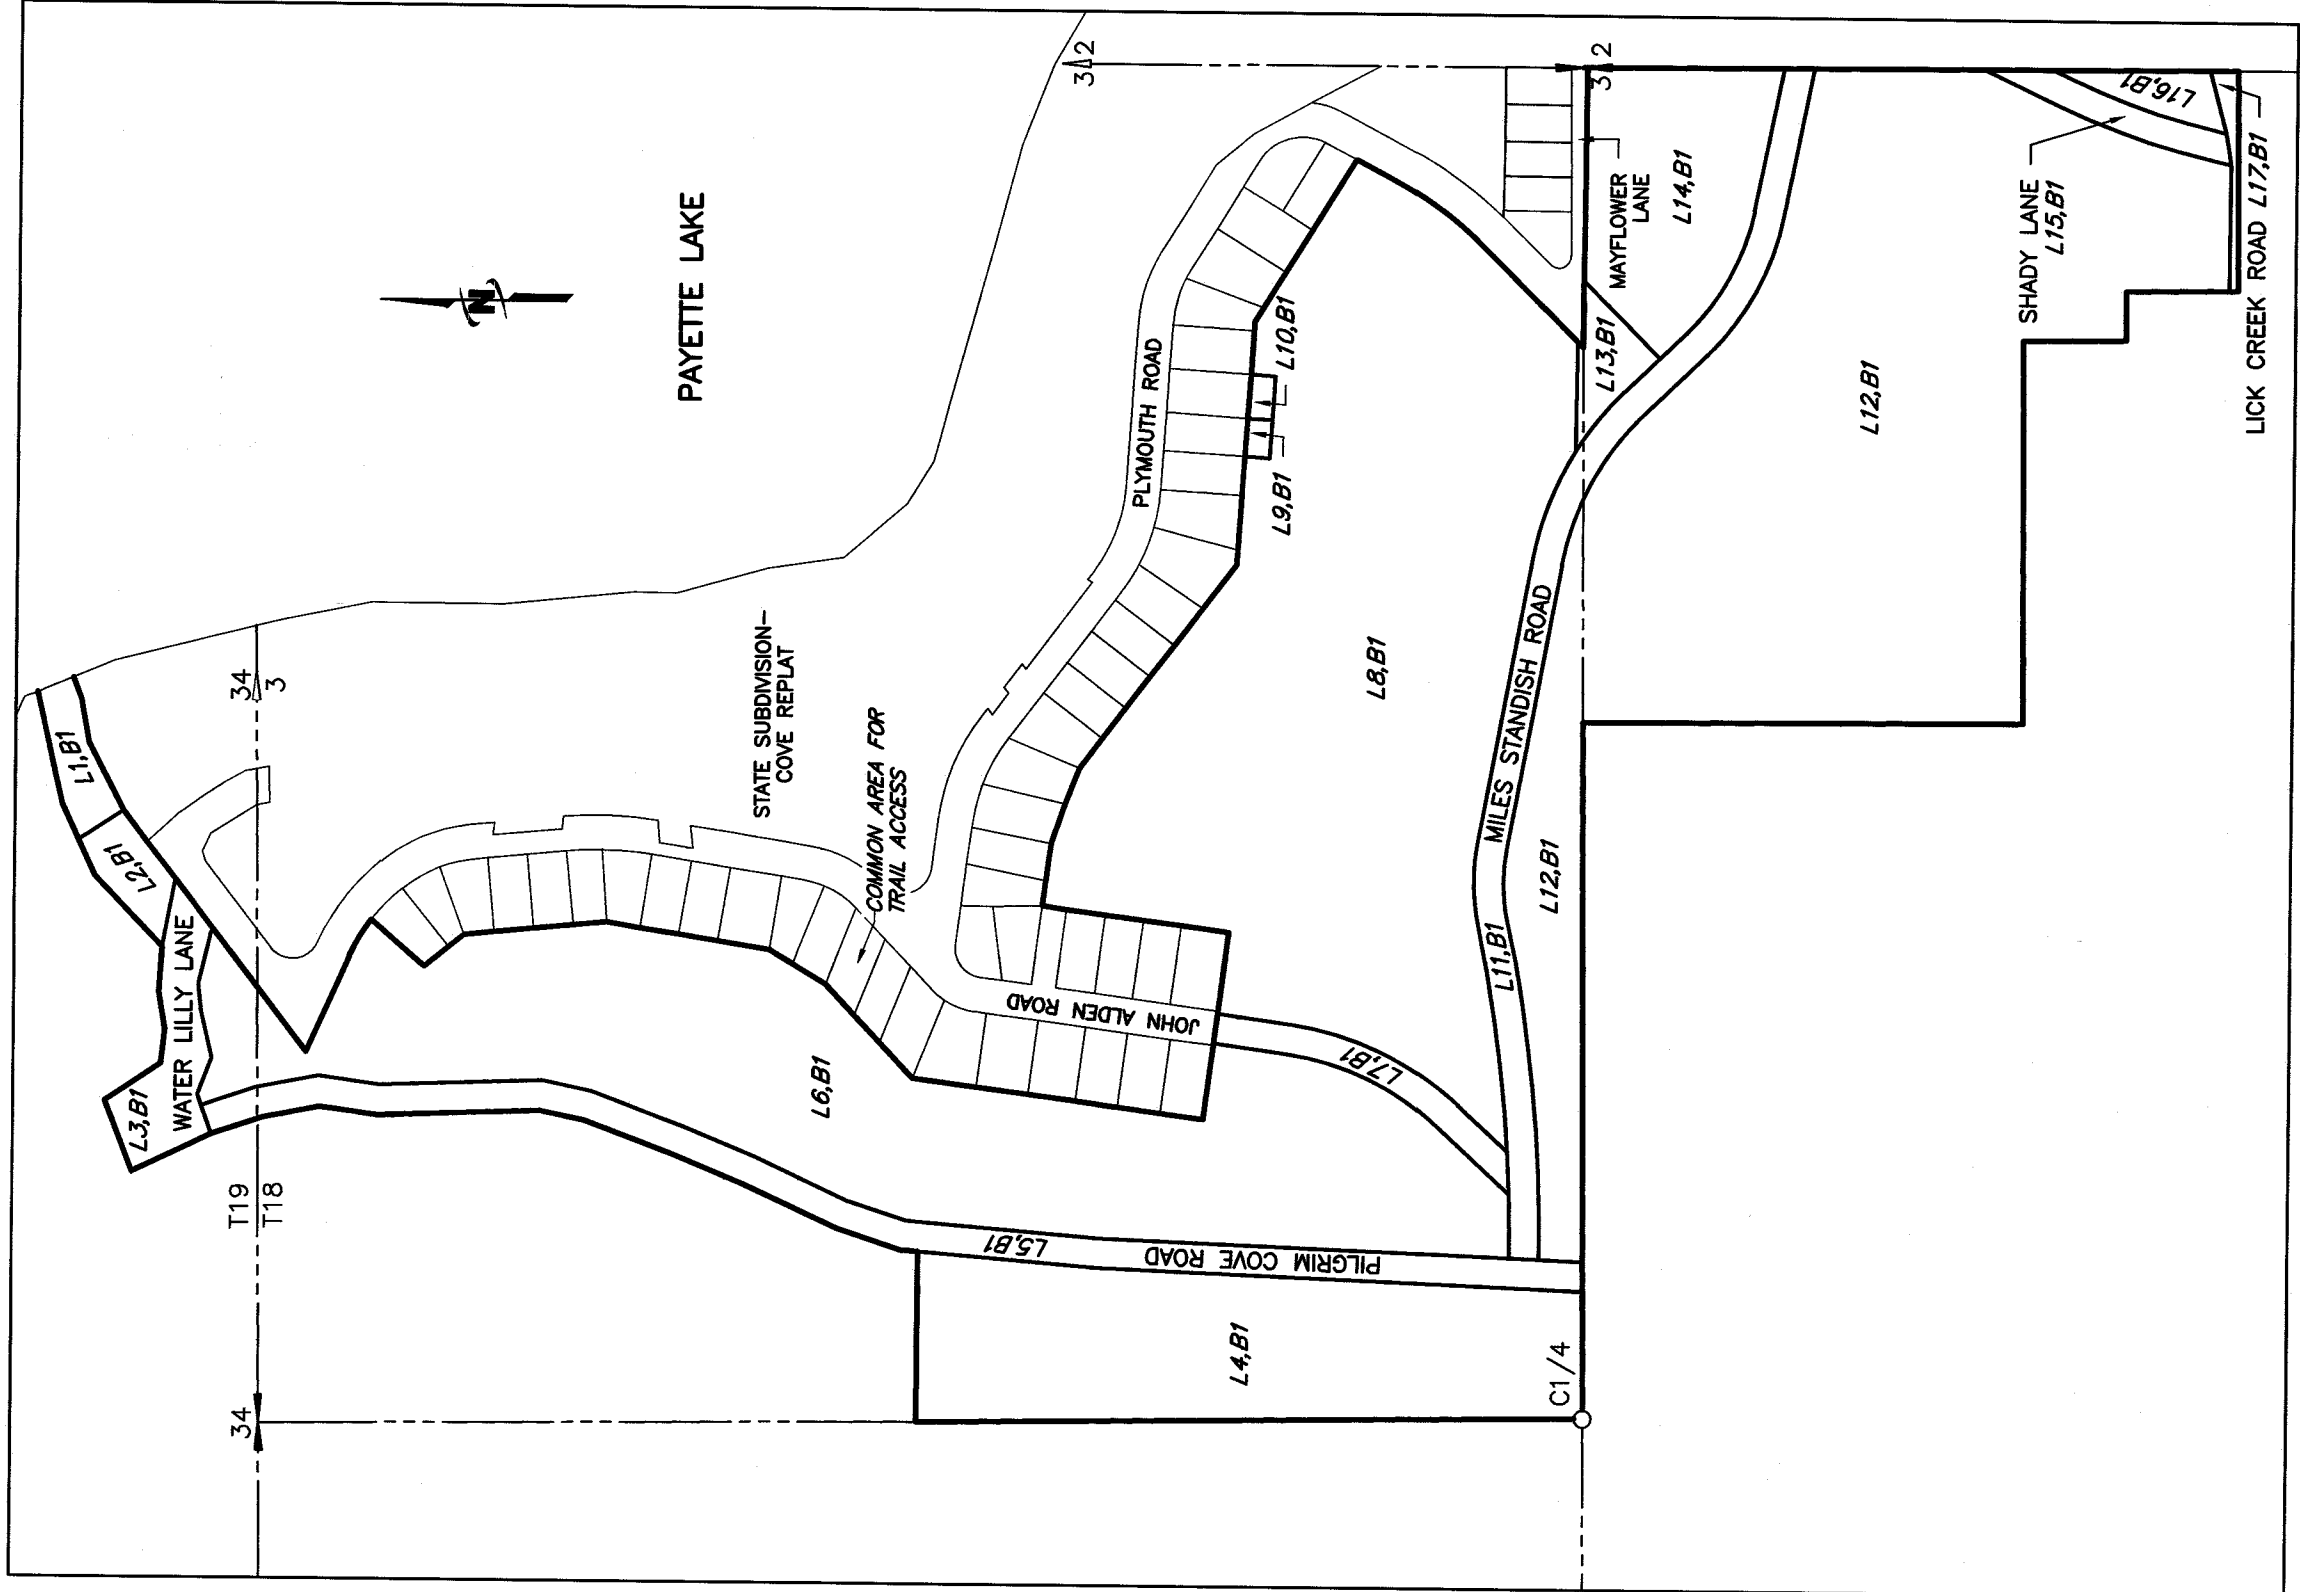 L1,B1
L2,B1
L3,B1
WATER LILLY LANE
34
3
T19
T18
34
N
PAYETTE LAKE
STATE SUBDIVISION-
COVE REPLAT
COMMON AREA FOR
TRAIL ACCESS
L6,B1
L5,B1
PILGRIM COVE ROAD
L4,B1
C1/4
JOHN ALDEN ROAD
L7,B1
PLYMOUTH ROAD
L9,B1
L10,B1
L8,B1
L11,B1
MILES STANDISH ROAD
L12,B1
3 2
3 2
MAYFLOWER
LANE
L13,B1
L14,B1
L12,B1
SHADY LANE
L15,B1
L16,B1
LICK CREEK ROAD L17,B1